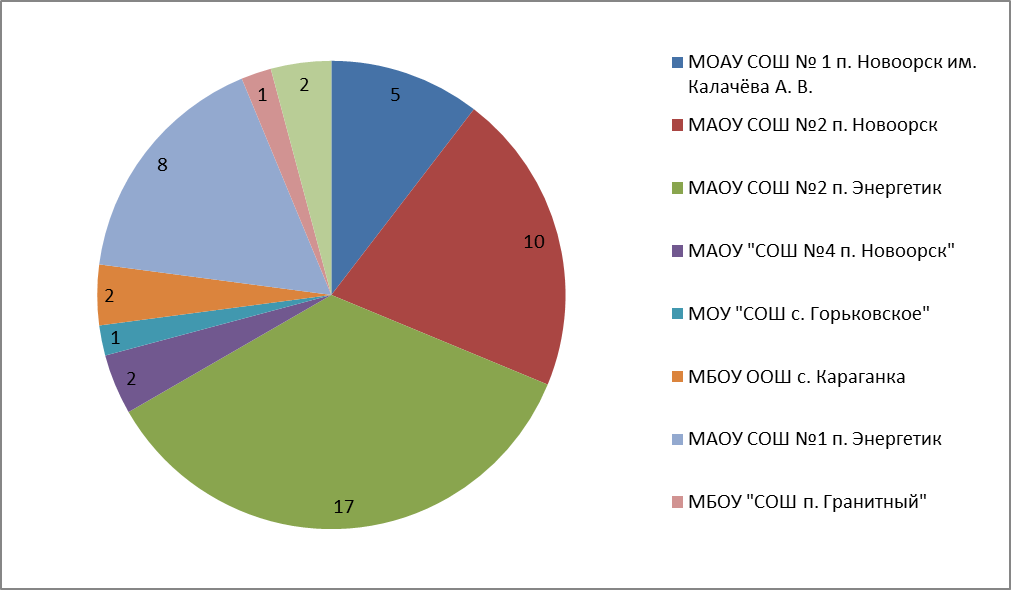 5
10
17
2
1
2
8
1
2
МОАУ СОШ № 1 п. Новоорск им.
Калачёва А. В.
МАОУ СОШ №2 п. Новоорск
МАОУ СОШ №2 п. Энергетик
МАОУ "СОШ №4 п. Новоорск"
МОУ "СОШ с. Горьковское"
МБОУ ООШ с. Караганка
МАОУ СОШ №1 п. Энергетик
МБОУ "СОШ п. Гранитный"